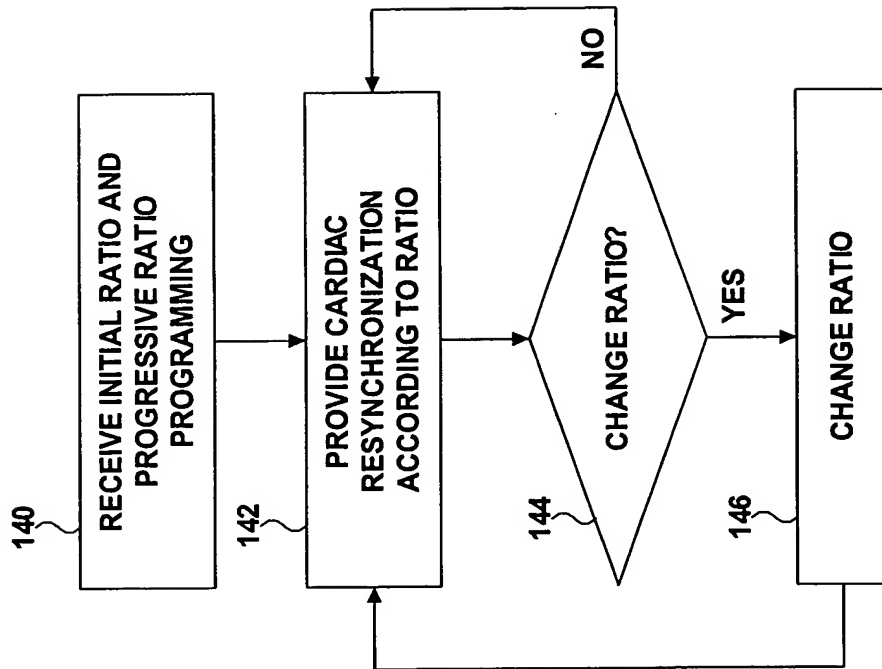 140
RECEIVE INITIAL RATIO AND
PROGRESSIVE RATIO
PROGRAMMING
142
PROVIDE CARDIAC
RESYNCHRONIZATION
ACCORDING TO RATIO
144
CHANGE RATIO?
NO
YES
146
CHANGE RATIO